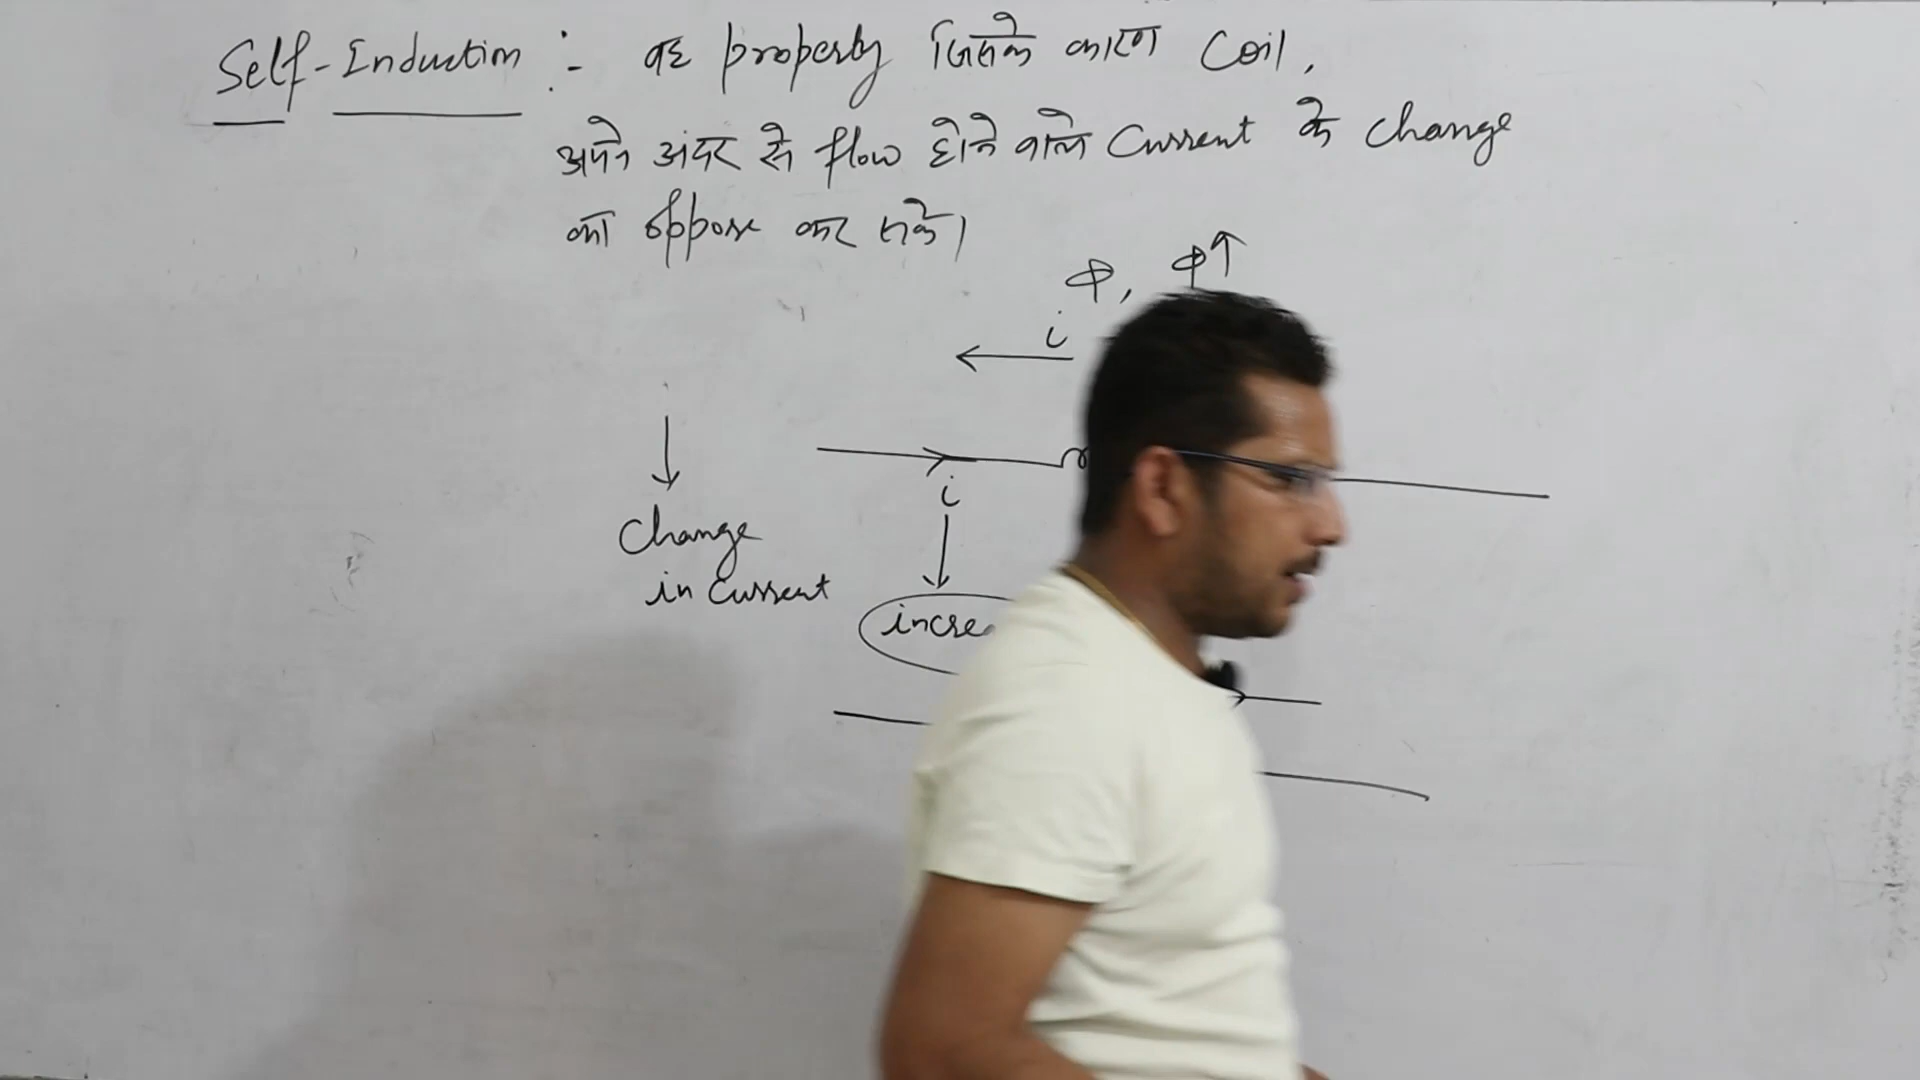 Self-Induction :- वह property जिसके कारण Coil,
अपने अंदर से flow होने वाले Current के change
का oppose कर सके।
Φ, Φ↑
i
i
Change
in Current
incre